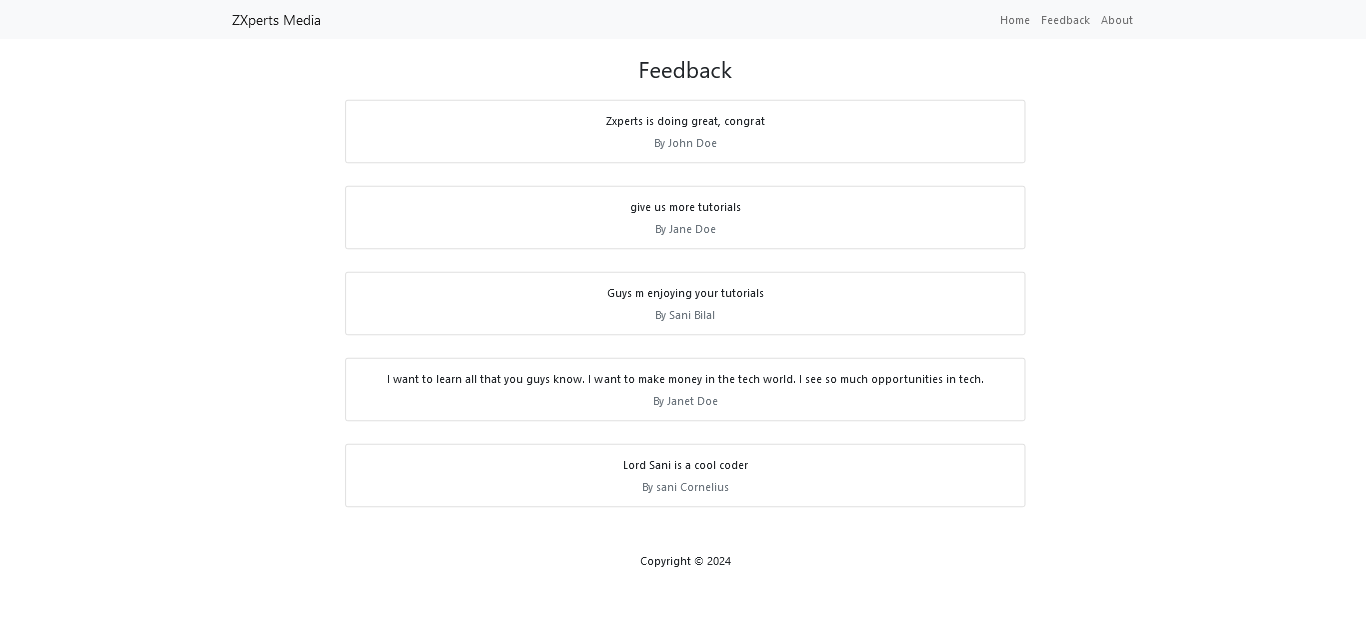 ZXperts Media
Home Feedback About
Feedback
Zxperts is doing great, congrat
By John Doe
give us more tutorials
By Jane Doe
Guys m enjoying your tutorials
By Sani Bilal
I want to learn all that you guys know. I want to make money in the tech world. I see so much opportunities in tech.
By Janet Doe
Lord Sani is a cool coder
By sani Cornelius
Copyright © 2024